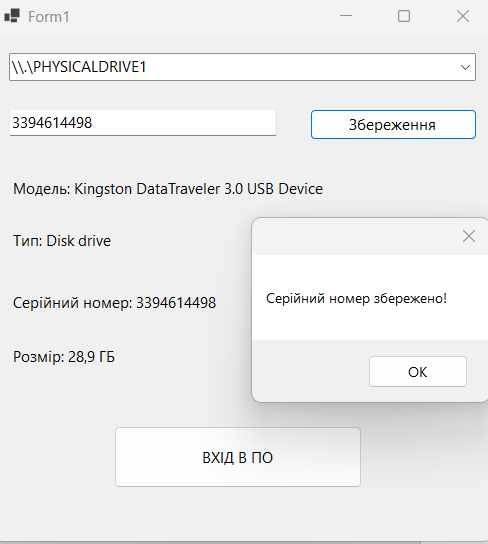 Form1
\\.\PHYSICALDRIVE1
3394614498
Збереження
Модель: Kingston DataTraveler 3.0 USB Device
Тип: Disk drive
Серійний номер збережено!
Серійний номер: 3394614498
Розмір: 28,9 ГБ
ОК
ВХІД В ПО